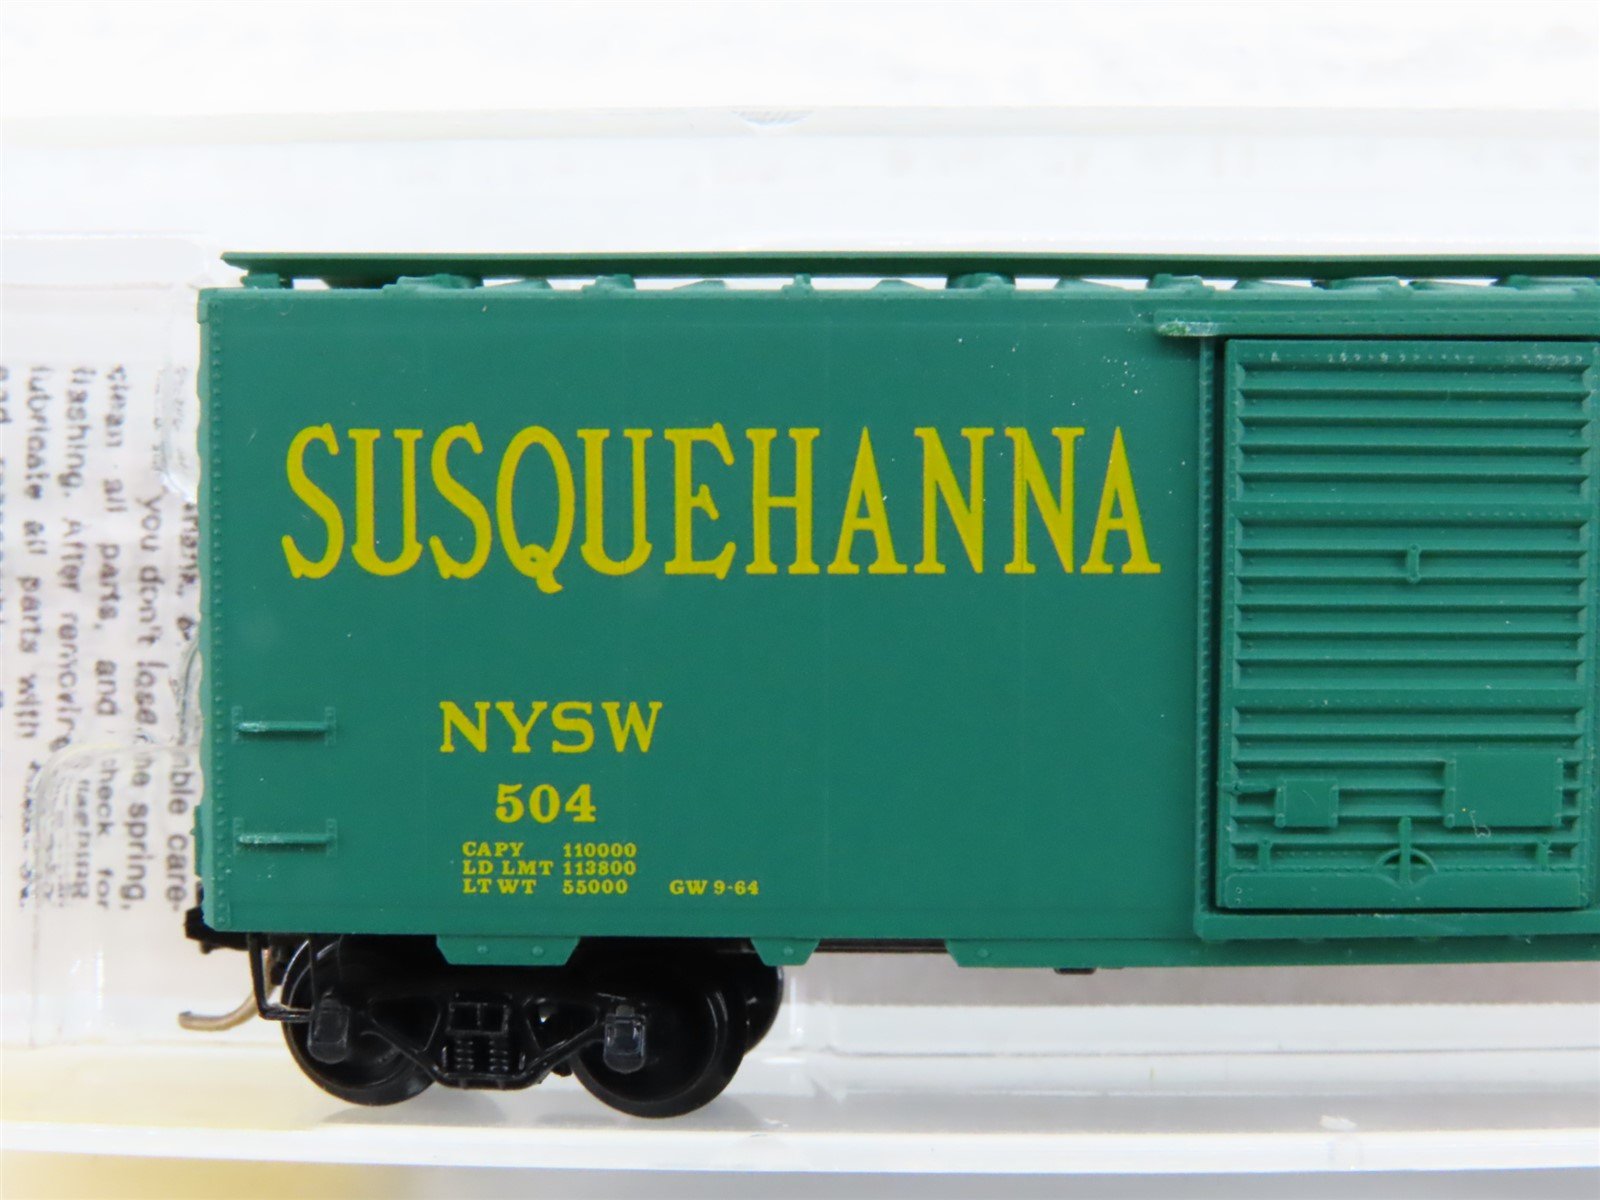 SUSQUEHANNA
NYSW
504
CAPY 110000
LD LMT 113800
LT WT 55000 GW 9-64
you don't lose the spring,
clean all parts, and check for
flashing. After
lubricate all parts with